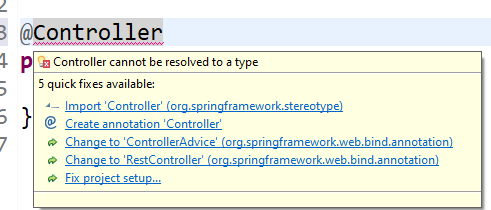 2
3 @Controller
4 p
Controller cannot be resolved to a type
5
5 quick fixes available:
Import 'Controller' (org.springframework.stereotype)
6 }
Create annotation 'Controller'
7
Change to 'ControllerAdvice' (org.springframework.web.bind.annotation)
Change to 'RestController' (org.springframework.web.bind.annotation)
Fix project setup...